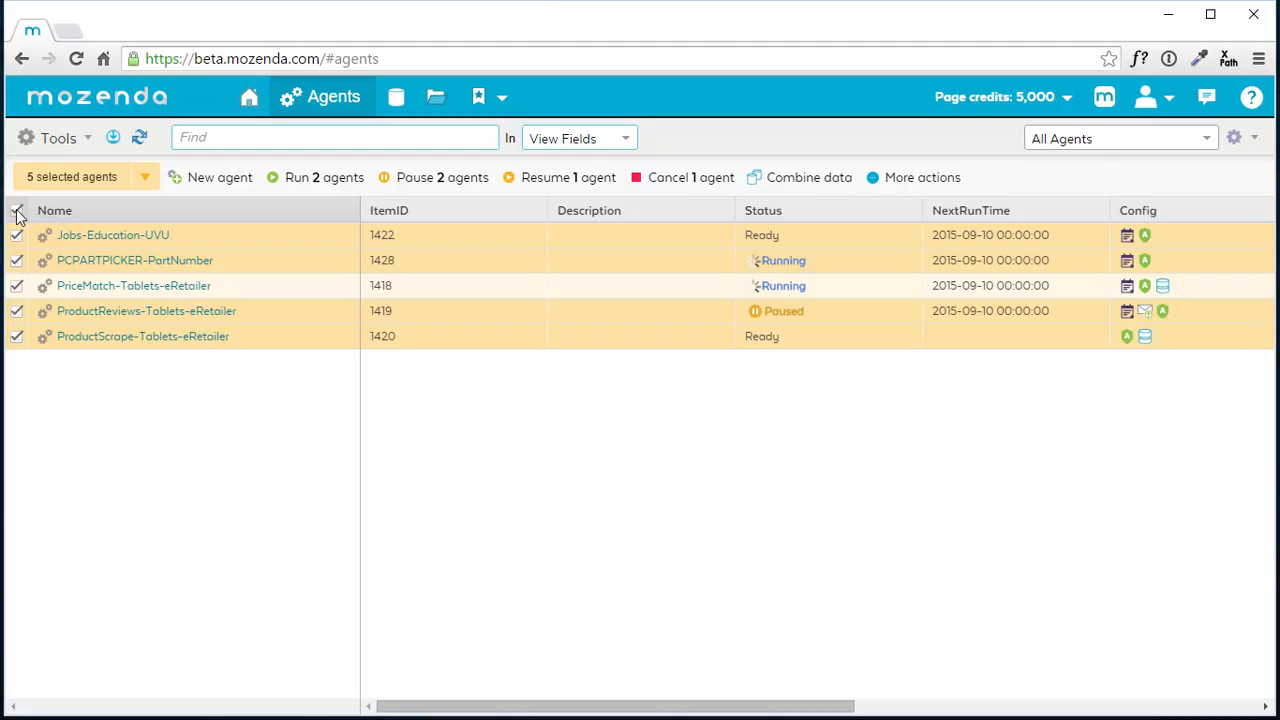 m
https://beta.mozenda.com/#agents
f?
X
Path
mozenda
Agents
Page credits: 5,000
m
?
Tools
Find
In
View Fields
All Agents
5 selected agents
New agent
Run 2 agents
Pause 2 agents
Resume 1 agent
Cancel 1 agent
Combine data
More actions
Name
ItemID
Description
Status
NextRunTime
Config
Jobs-Education-UVU
1422
Ready
2015-09-10 00:00:00
A
PCPARTPICKER-PartNumber
1428
Running
2015-09-10 00:00:00
A
PriceMatch-Tablets-eRetailer
1418
Running
2015-09-10 00:00:00
A
ProductReviews-Tablets-eRetailer
1419
Paused
2015-09-10 00:00:00
A
ProductScrape-Tablets-eRetailer
1420
Ready
A